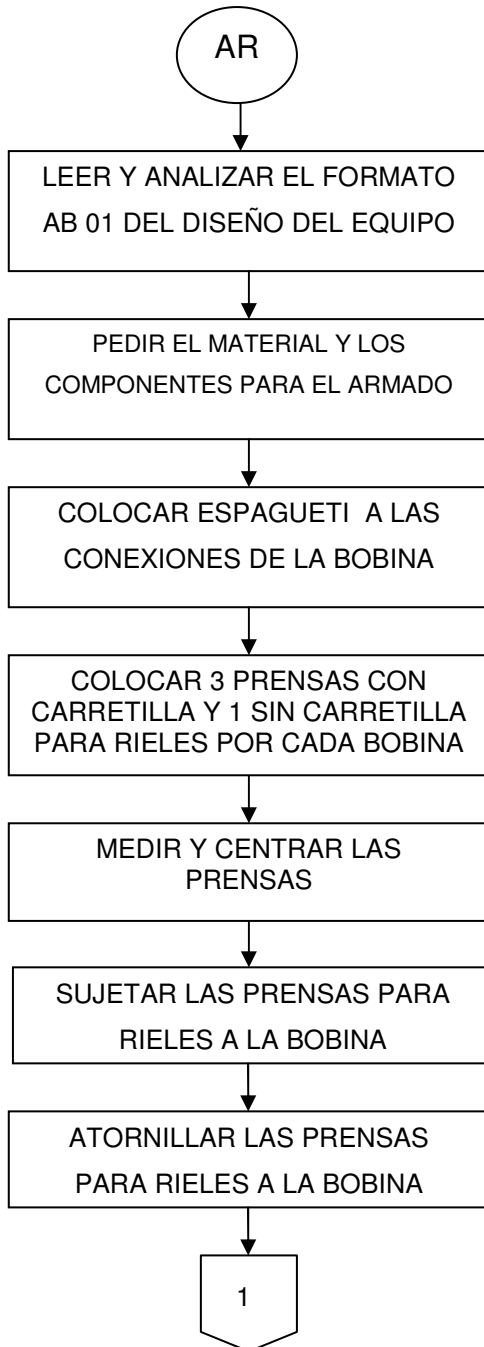 AR
LEER Y ANALIZAR EL FORMATO
AB 01 DEL DISEÑO DEL EQUIPO
PEDIR EL MATERIAL Y LOS
COMPONENTES PARA EL ARMADO
COLOCAR ESPAGUETI A LAS
CONEXIONES DE LA BOBINA
COLOCAR 3 PRENSAS CON
CARRETILLA Y 1 SIN CARRETILLA
PARA RIELES POR CADA BOBINA
MEDIR Y CENTRAR LAS
PRENSAS
SUJETAR LAS PRENSAS PARA
RIELES A LA BOBINA
ATORNILLAR LAS PRENSAS
PARA RIELES A LA BOBINA
1